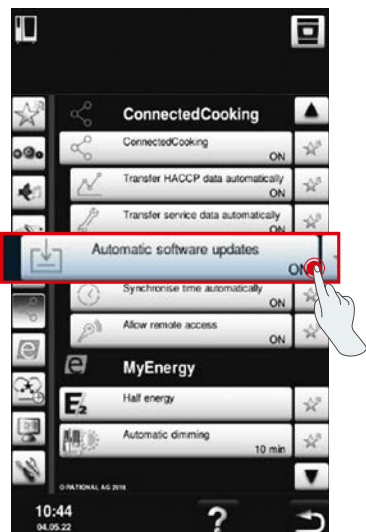 ConnectedCooking
ConnectedCooking
ON
Transfer HACCP data automatically
ON
Transfer service data automatically
ON
Automatic software updates
ON
Synchronise time automatically
ON
Allow remote access
ON
MyEnergy
E2 Half energy
Automatic dimming
10 min
© RATIONAL AG 2016
10:44
04.05.22
?